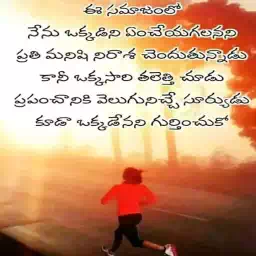 ఈ సమాజంలో
నేను ఒక్కడిని ఏంచేయగలనని
ప్రతి మనిషి నిరాశ చెందుతున్నాడు
కానీ ఒక్కసారి తలెత్తి చూడు
ప్రపంచానికి వెలుగునిచ్చే సూర్యుడు
కూడా ఒక్కడేనని గుర్తించుకో